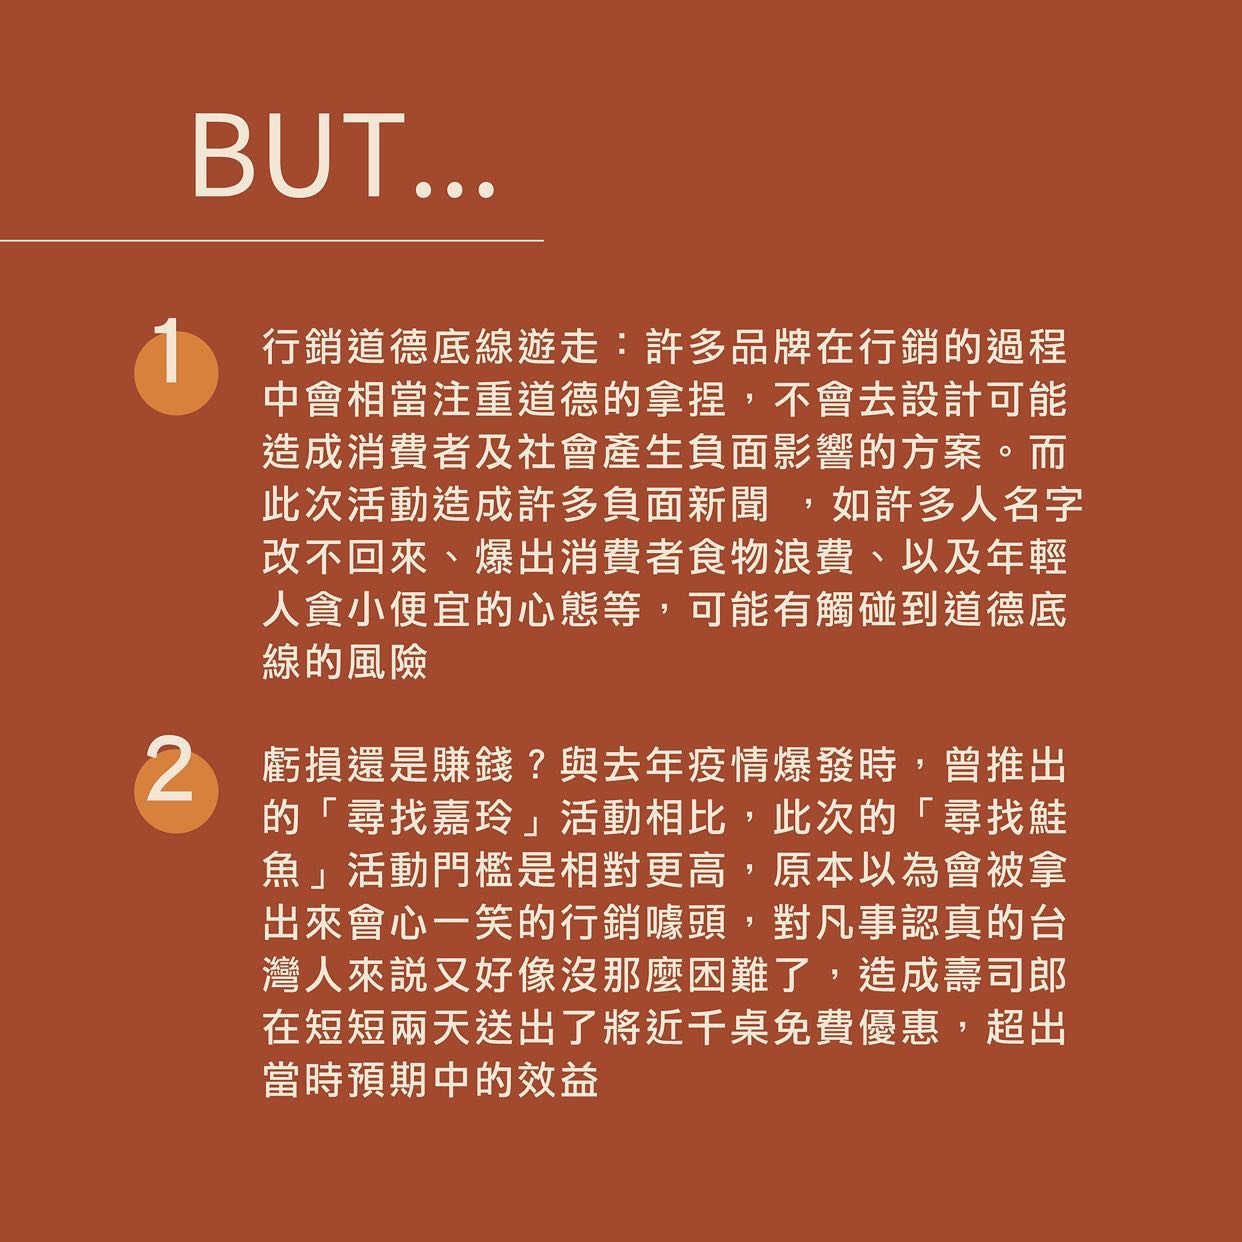 BUT...
1
行銷道德底線遊走：許多品牌在行銷的過程
中會相當注重道德的拿捏，不會去設計可能
造成消費者及社會產生負面影響的方案。而
此次活動造成許多負面新聞 ，如許多人名字
改不回來、爆出消費者食物浪費、以及年輕
人貪小便宜的心態等，可能有觸碰到道德底
線的風險
2
虧損還是賺錢？與去年疫情爆發時，曾推出
的「尋找嘉玲」活動相比，此次的「尋找鮭
魚」活動門檻是相對更高，原本以為會被拿
出來會心一笑的行銷噱頭，對凡事認真的台
灣人來説又好像沒那麼困難了，造成壽司郎
在短短兩天送出了將近千桌免費優惠，超出
當時預期中的效益